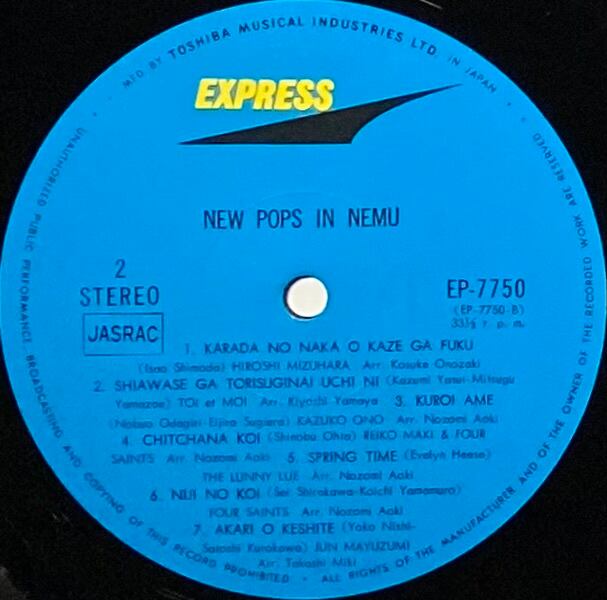 MFD BY TOSHIBA MUSICAL INDUSTRIES LTD. IN JAPAN
EXPRESS
NEW POPS IN NEMU
2
STEREO
JASRAC
EP-7750
(EP-7750-B)
33⅓ r. p. m.
1. KARADA NO NAKA O KAZE GA FUKU
(Isao Shimoda) HIROSHI MIZUHARA Arr. Kosuke Onozaki
2. SHIAWASE GA TORISUGINAI UCHI NI (Kazumi Yasui-Mitsugu
Yamazoe) TOI et MOI Arr. Kiyoshi Yamaya 3. KUROI AME
(Nobuo Odagiri-Eijiro Sugiura) KAZUKO ONO Arr. Nozomi Aoki
4. CHITCHANA KOI (Shinobu Ohta) REIKO MAKI & FOUR
SAINTS Arr. Nozomi Aoki 5. SPRING TIME (Evelyn Heese)
THE LUNNY LUE Arr. Nozomi Aoki
6. NIJI NO KOI (Sei Shirakawa-Koichi Yamamura)
FOUR SAINTS Arr. Nozomi Aoki
7. AKARI O KESHITE (Yoko Nishi-
Satoshi Kurokawa) JUN MAYUZUMI
Arr. Takashi Miki
UNAUTHORIZED PUBLIC PERFORMANCE, BROADCASTING AND COPYING OF THIS RECORD PROHIBITED • ALL RIGHTS OF THE MANUFACTURER AND OF THE OWNER OF THE RECORDED WORK ARE RESERVED